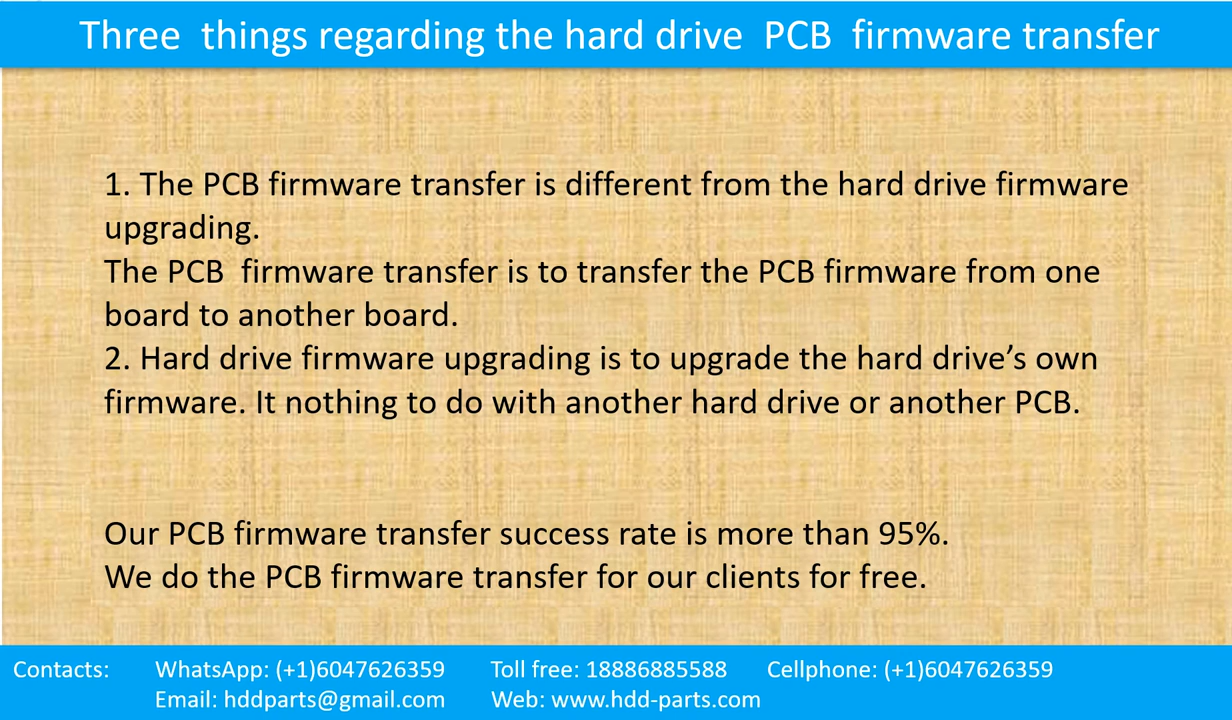 Three things regarding the hard drive PCB firmware transfer
1. The PCB firmware transfer is different from the hard drive firmware
upgrading.
The PCB firmware transfer is to transfer the PCB firmware from one
board to another board.
2. Hard drive firmware upgrading is to upgrade the hard drive’s own
firmware. It nothing to do with another hard drive or another PCB.
Our PCB firmware transfer success rate is more than 95%.
We do the PCB firmware transfer for our clients for free.
Contacts: WhatsApp: (+1)6047626359 Toll free: 18886885588 Cellphone: (+1)6047626359
Email: hddparts@gmail.com Web: www.hdd-parts.com